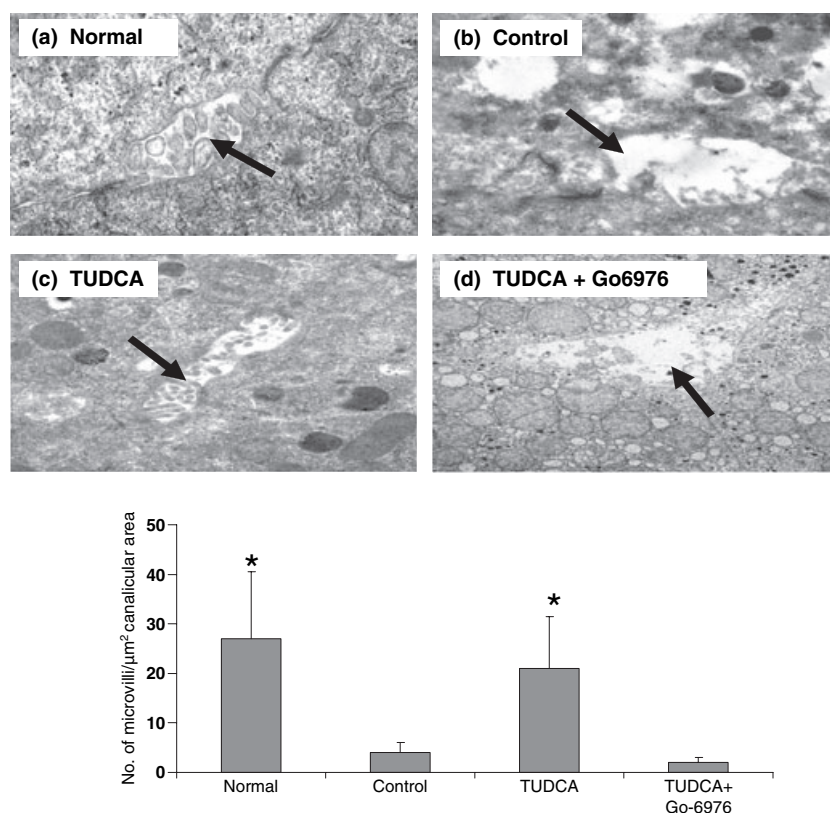 (a) Normal
(b) Control
(c) TUDCA
(d) TUDCA + Go6976
No. of microvilli/µm² canalicular area
50
40
30
20
10
0
*
*
Normal
Control
TUDCA
TUDCA+
Go-6976